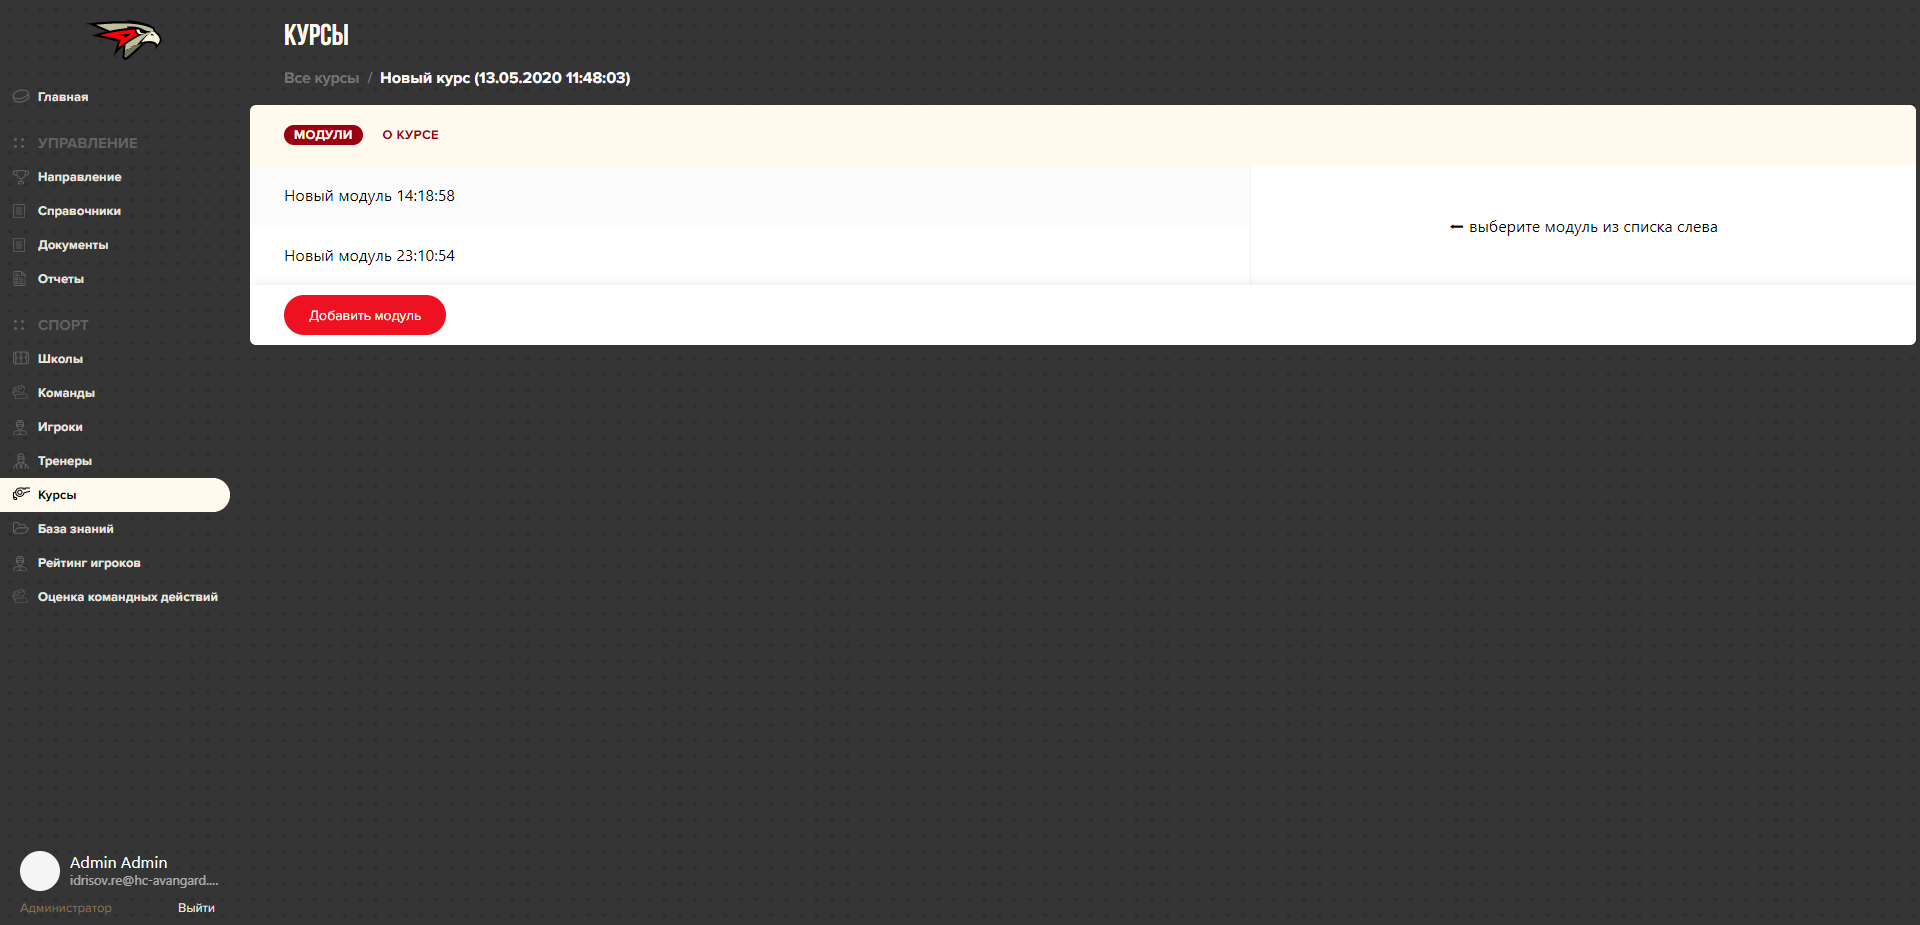 КУРСЫ
Все курсы / Новый курс (13.05.2020 11:48:03)
Главная
УПРАВЛЕНИЕ
Направление
Справочники
Документы
Отчеты
СПОРТ
Школы
Команды
Игроки
Тренеры
Курсы
База знаний
Рейтинг игроков
Оценка командных действий
Admin Admin
idrisov.re@hc-avangard....
Администратор
Выйти
МОДУЛИ
О КУРСЕ
Новый модуль 14:18:58
Новый модуль 23:10:54
← выберите модуль из списка слева
Добавить модуль